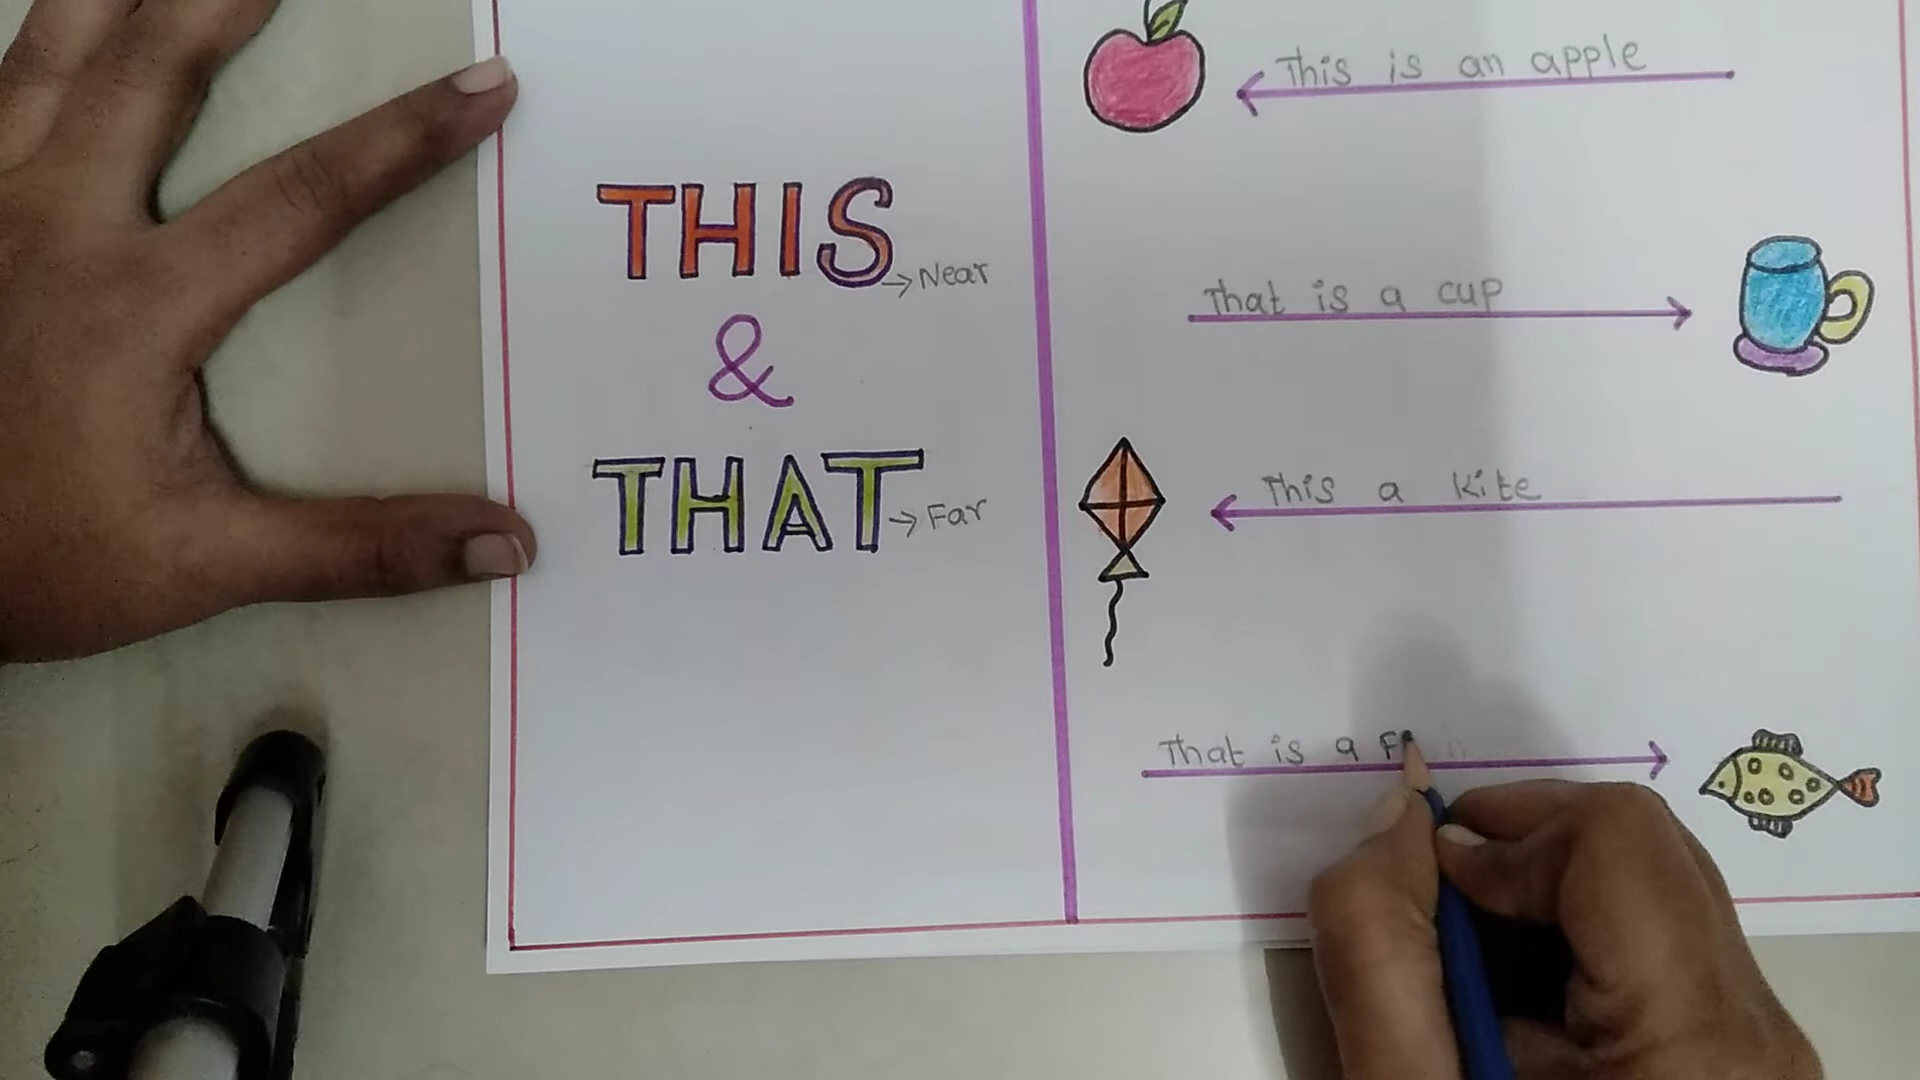 THIS
→ Near
&
THAT
→ Far
This is an apple
That is a cup
This a kite
That is a